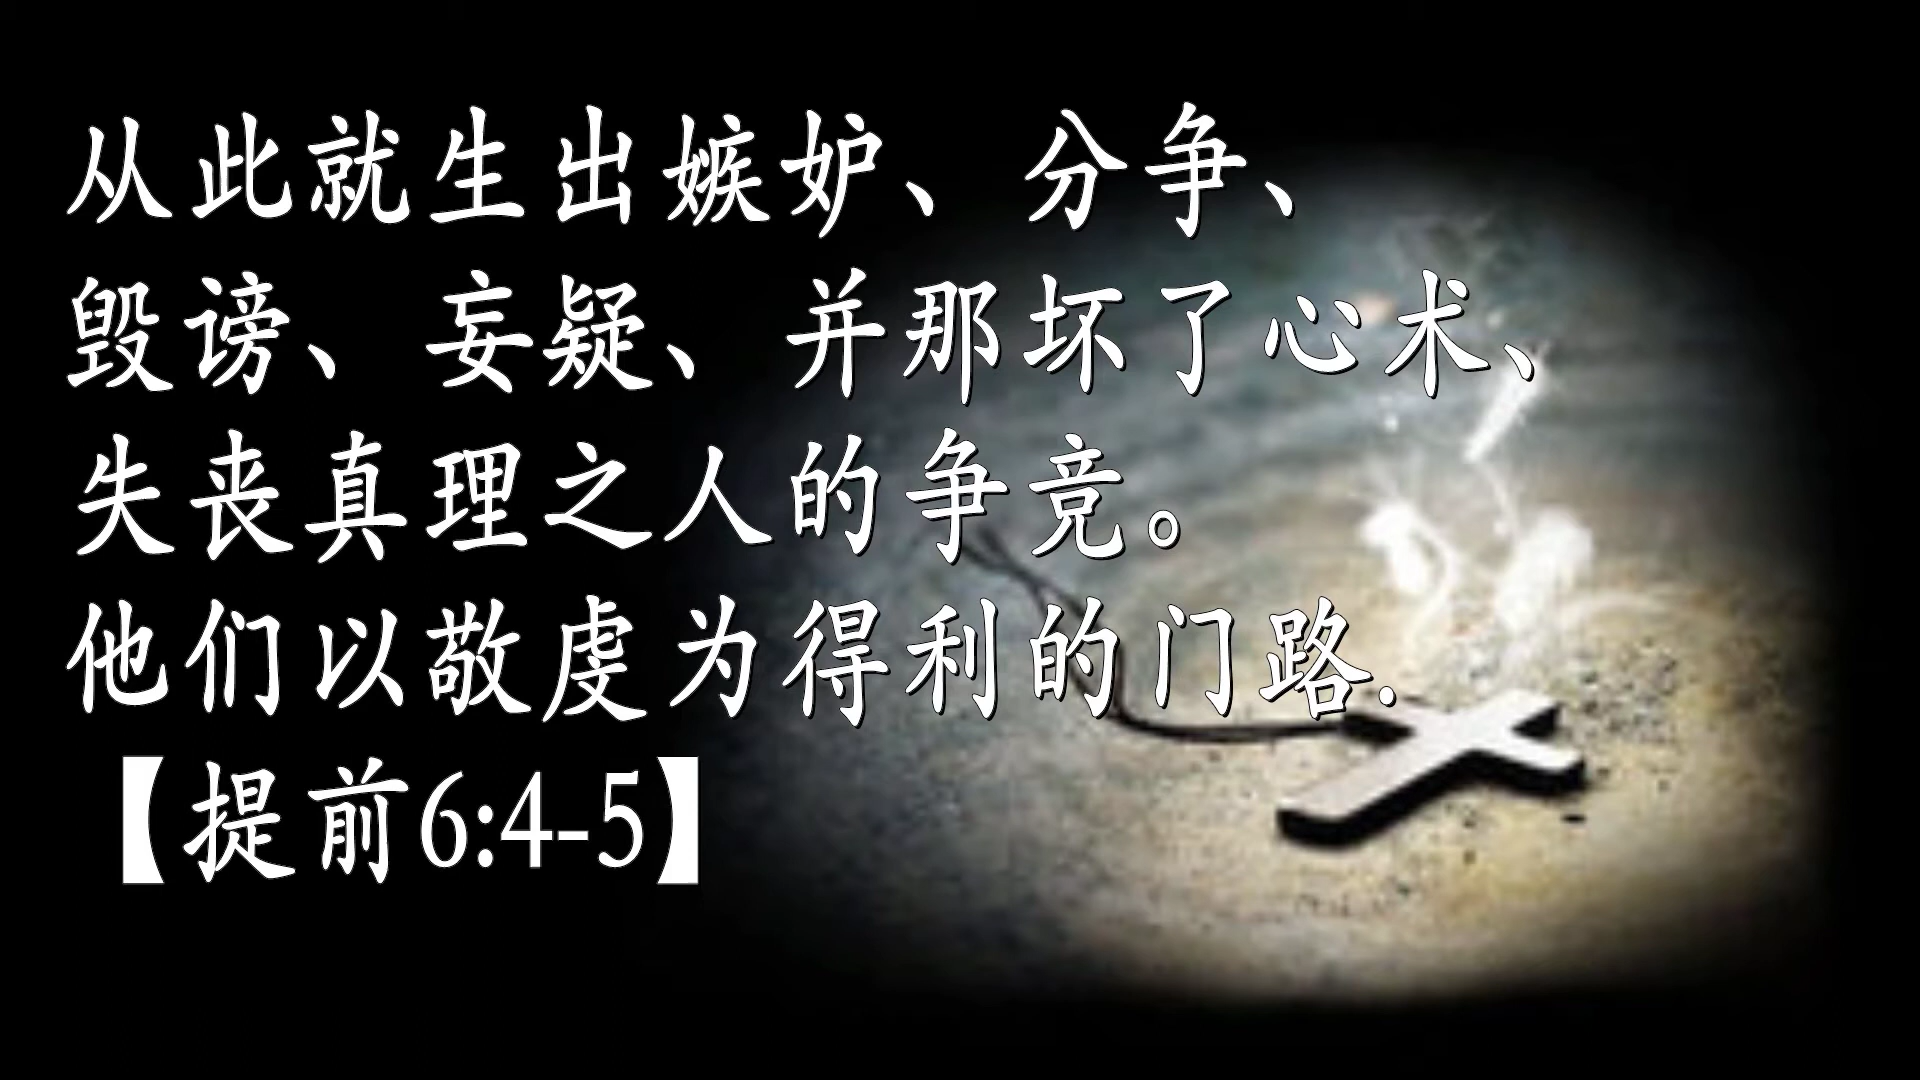 从此就生出嫉妒、分争、
毁谤、妄疑、并那坏了心术、
失丧真理之人的争竞。
他们以敬虔为得利的门路.
【提前6:4-5】